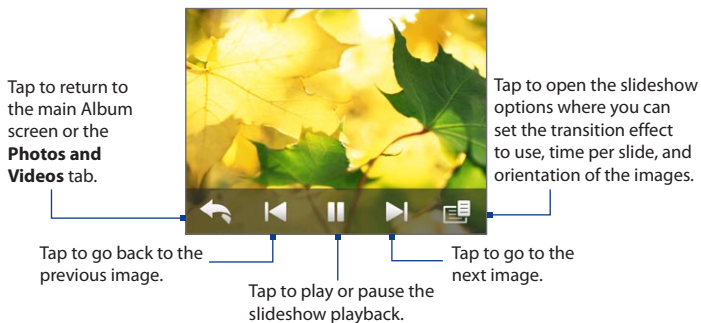 Tap to return to
the main Album
screen or the
Photos and
Videos tab.
Tap to open the slideshow
options where you can
set the transition effect
to use, time per slide, and
orientation of the images.
Tap to go back to the
previous image.
Tap to play or pause the
slideshow playback.
Tap to go to the
next image.